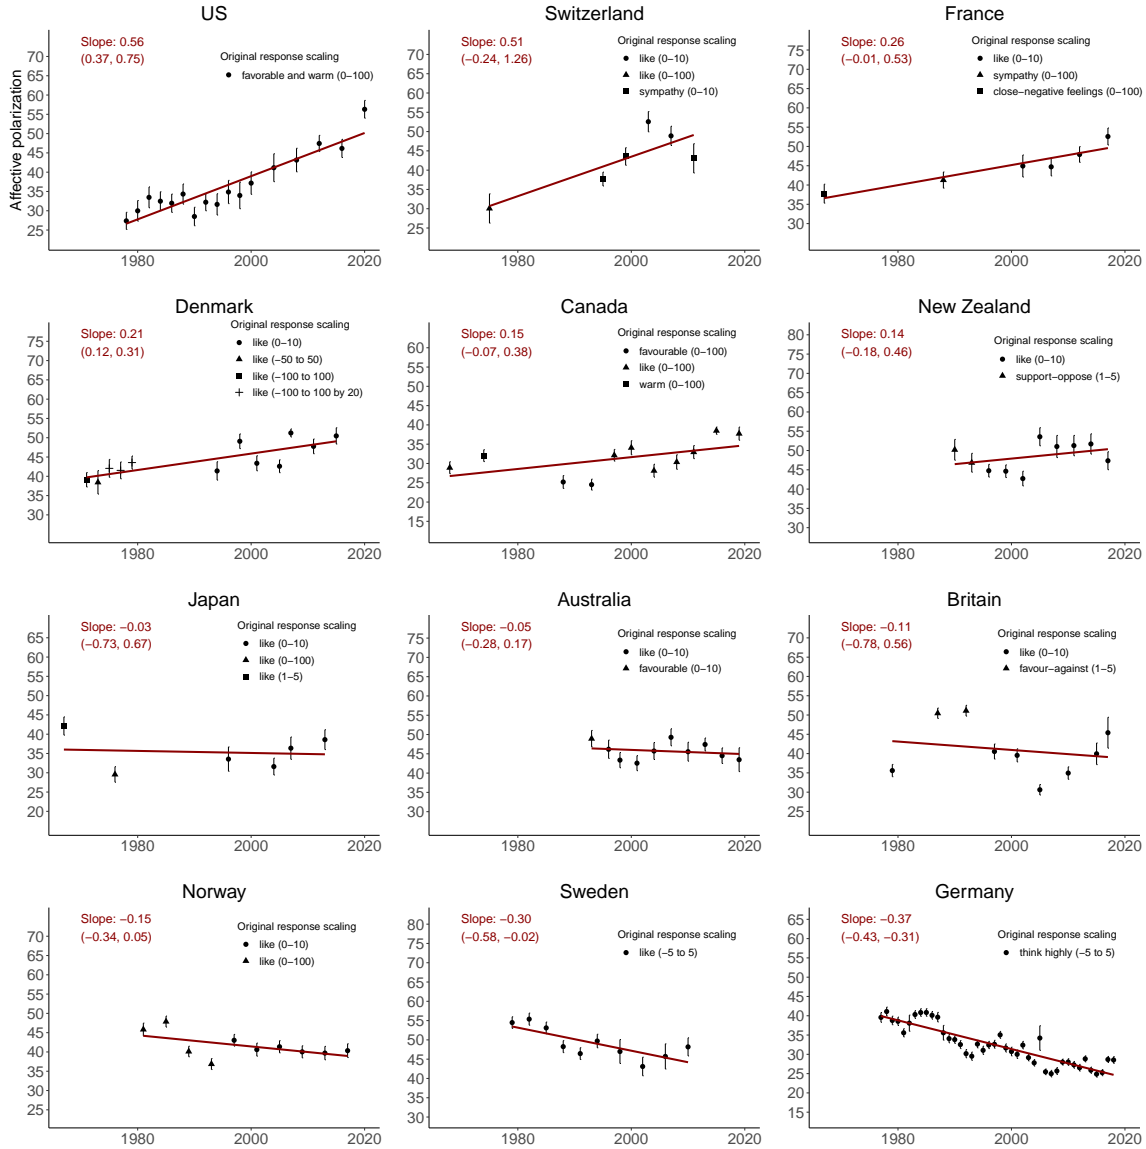 US
Slope: 0.56
(0.37, 0.75)
Original response scaling
favorable and warm (0−100)
Affective polarization
70
65
60
55
50
45
40
35
30
25
1980
2000
2020
Switzerland
Slope: 0.51
(−0.24, 1.26)
Original response scaling
like (0−10)
like (0−100)
sympathy (0−10)
70
65
60
55
50
45
40
35
30
25
1980
2000
2020
France
Slope: 0.26
(−0.01, 0.53)
Original response scaling
like (0−10)
sympathy (0−100)
close−negative feelings (0−100)
75
70
65
60
55
50
45
40
35
30
1980
2000
2020
Denmark
Slope: 0.21
(0.12, 0.31)
Original response scaling
like (0−10)
like (−50 to 50)
like (−100 to 100)
like (−100 to 100 by 20)
75
70
65
60
55
50
45
40
35
30
1980
2000
2020
Canada
Slope: 0.15
(−0.07, 0.38)
Original response scaling
favourable (0−100)
like (0−100)
warm (0−100)
60
55
50
45
40
35
30
25
20
15
1980
2000
2020
New Zealand
Slope: 0.14
(−0.18, 0.46)
Original response scaling
like (0−10)
support−oppose (1−5)
80
75
70
65
60
55
50
45
40
35
30
1980
2000
2020
Japan
Slope: −0.03
(−0.73, 0.67)
Original response scaling
like (0−10)
like (0−100)
like (1−5)
65
60
55
50
45
40
35
30
25
20
1980
2000
2020
Australia
Slope: −0.05
(−0.28, 0.17)
Original response scaling
like (0−10)
favourable (0−10)
75
70
65
60
55
50
45
40
35
30
1980
2000
2020
Britain
Slope: −0.11
(−0.78, 0.56)
Original response scaling
like (0−10)
favour−against (1−5)
70
65
60
55
50
45
40
35
30
25
1980
2000
2020
Norway
Slope: −0.15
(−0.34, 0.05)
Original response scaling
like (0−10)
like (0−100)
70
65
60
55
50
45
40
35
30
25
1980
2000
2020
Sweden
Slope: −0.30
(−0.58, −0.02)
Original response scaling
like (−5 to 5)
80
75
70
65
60
55
50
45
40
35
30
1980
2000
2020
Germany
Slope: −0.37
(−0.43, −0.31)
Original response scaling
think highly (−5 to 5)
65
60
55
50
45
40
35
30
25
20
15
1980
2000
2020